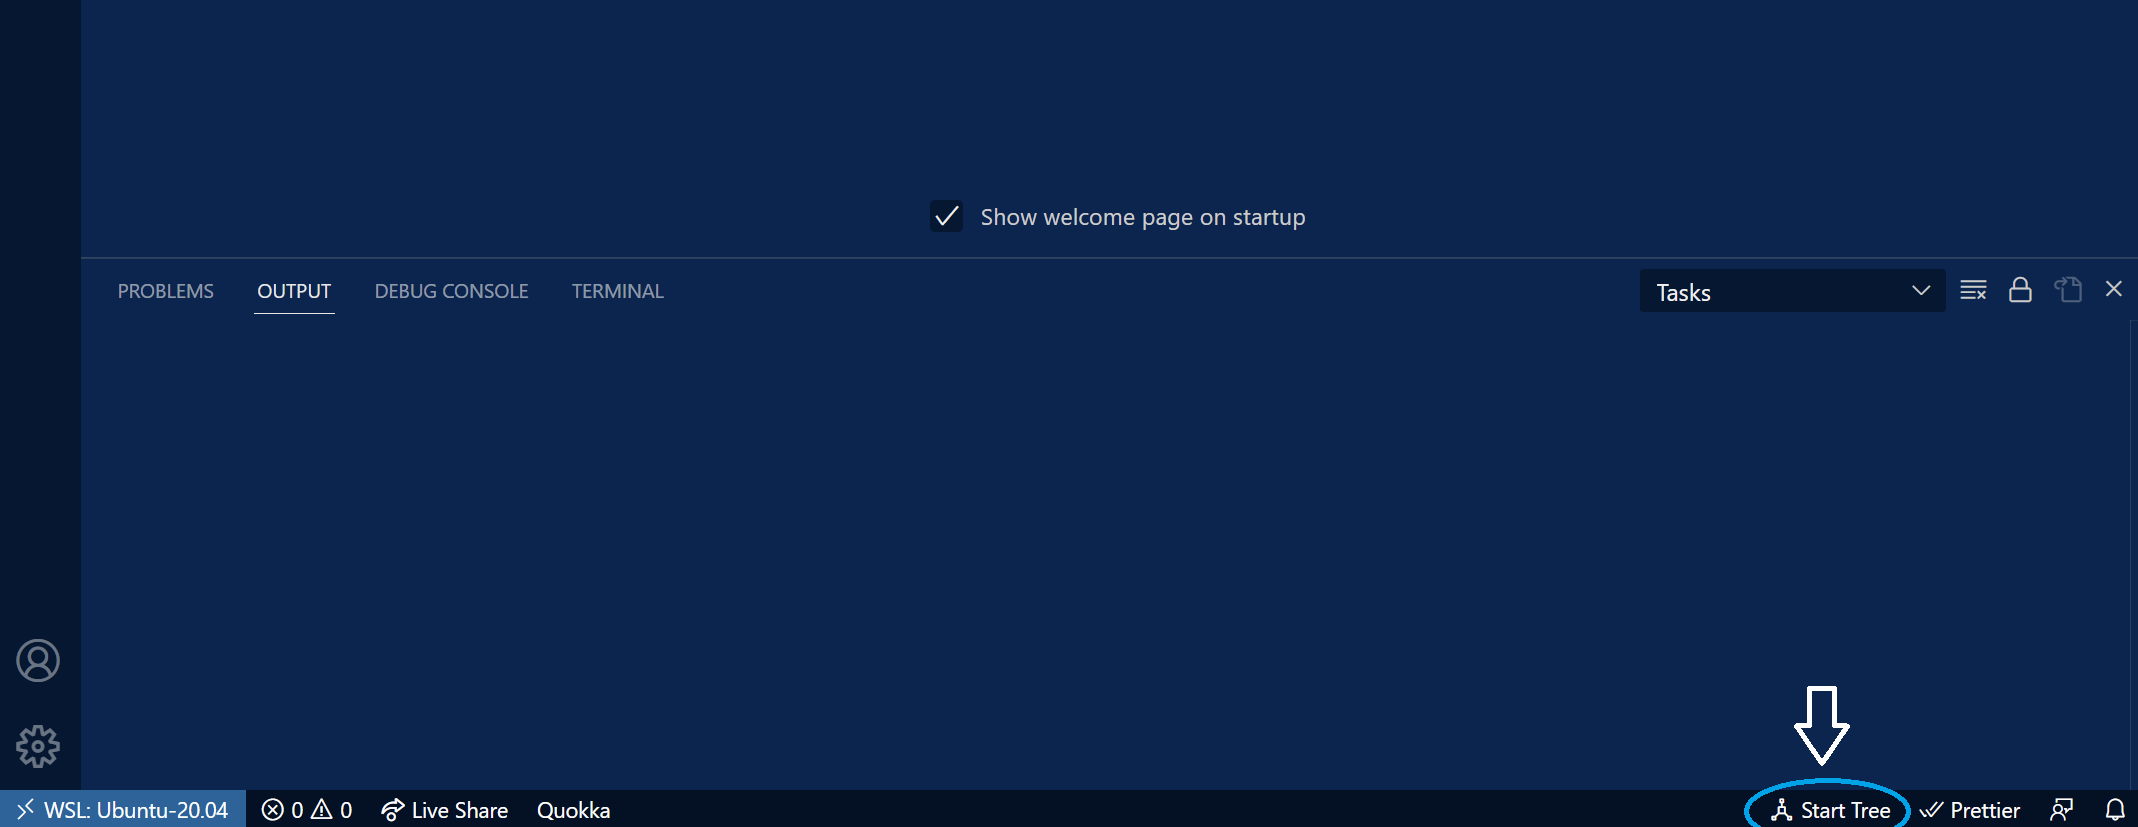 Show welcome page on startup
PROBLEMS OUTPUT DEBUG CONSOLE TERMINAL Tasks
WSL: Ubuntu-20.04 0 0 Live Share Quokka Start Tree Prettier